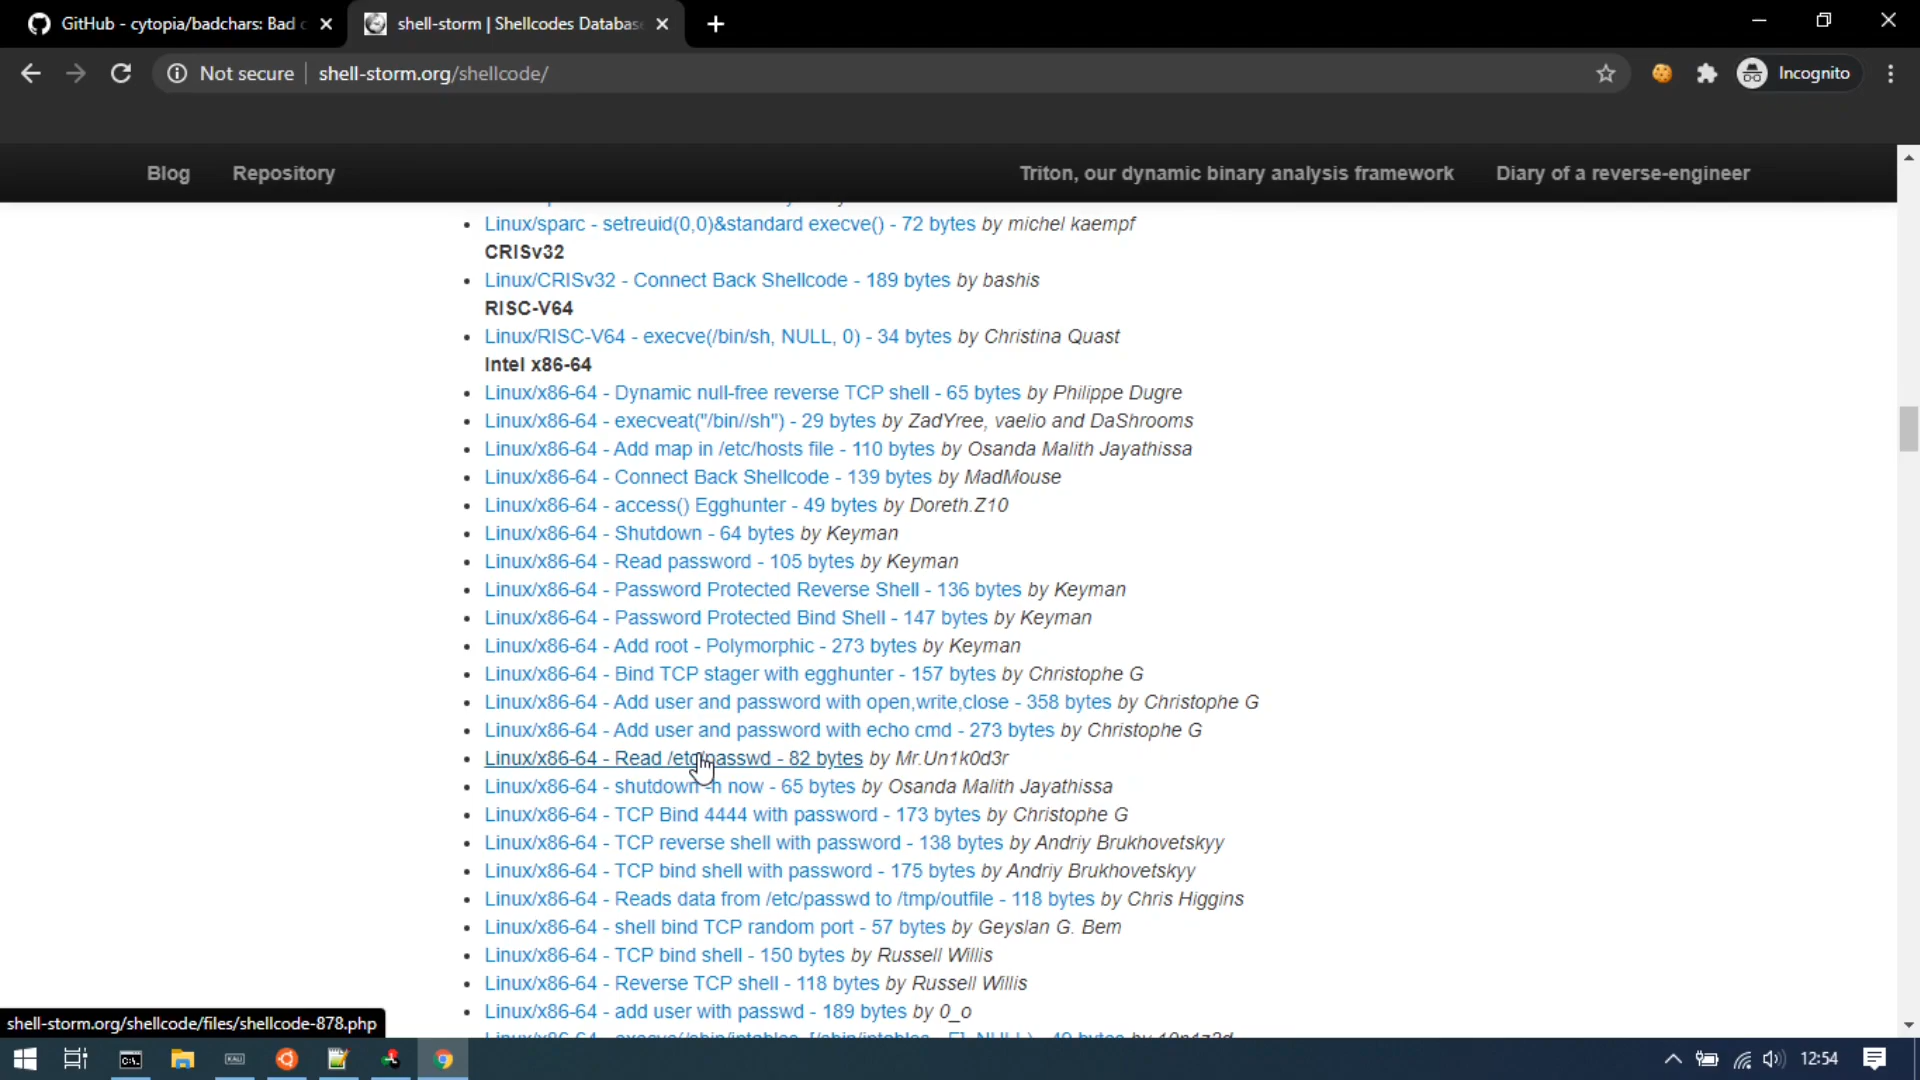 GitHub - cytopia/badchars: Bad c
shell-storm | Shellcodes Databas
Not secure
shell-storm.org/shellcode/
Incognito
Blog
Repository
Triton, our dynamic binary analysis framework
Diary of a reverse-engineer
Linux/sparc - setreuid(0,0)&standard execve() - 72 bytes by michel kaempf
CRISv32
Linux/CRISv32 - Connect Back Shellcode - 189 bytes by bashis
RISC-V64
Linux/RISC-V64 - execve(/bin/sh, NULL, 0) - 34 bytes by Christina Quast
Intel x86-64
Linux/x86-64 - Dynamic null-free reverse TCP shell - 65 bytes by Philippe Dugre
Linux/x86-64 - execveat("/bin//sh") - 29 bytes by ZadYree, vaelio and DaShrooms
Linux/x86-64 - Add map in /etc/hosts file - 110 bytes by Osanda Malith Jayathissa
Linux/x86-64 - Connect Back Shellcode - 139 bytes by MadMouse
Linux/x86-64 - access() Egghunter - 49 bytes by Doreth.Z10
Linux/x86-64 - Shutdown - 64 bytes by Keyman
Linux/x86-64 - Read password - 105 bytes by Keyman
Linux/x86-64 - Password Protected Reverse Shell - 136 bytes by Keyman
Linux/x86-64 - Password Protected Bind Shell - 147 bytes by Keyman
Linux/x86-64 - Add root - Polymorphic - 273 bytes by Keyman
Linux/x86-64 - Bind TCP stager with egghunter - 157 bytes by Christophe G
Linux/x86-64 - Add user and password with open,write,close - 358 bytes by Christophe G
Linux/x86-64 - Add user and password with echo cmd - 273 bytes by Christophe G
Linux/x86-64 - Read /etc/passwd - 82 bytes by Mr.Un1k0d3r
Linux/x86-64 - shutdown -h now - 65 bytes by Osanda Malith Jayathissa
Linux/x86-64 - TCP Bind 4444 with password - 173 bytes by Christophe G
Linux/x86-64 - TCP reverse shell with password - 138 bytes by Andriy Brukhovetskyy
Linux/x86-64 - TCP bind shell with password - 175 bytes by Andriy Brukhovetskyy
Linux/x86-64 - Reads data from /etc/passwd to /tmp/outfile - 118 bytes by Chris Higgins
Linux/x86-64 - shell bind TCP random port - 57 bytes by Geyslan G. Bem
Linux/x86-64 - TCP bind shell - 150 bytes by Russell Willis
Linux/x86-64 - Reverse TCP shell - 118 bytes by Russell Willis
Linux/x86-64 - add user with passwd - 189 bytes by 0_o
shell-storm.org/shellcode/files/shellcode-878.php
12:54